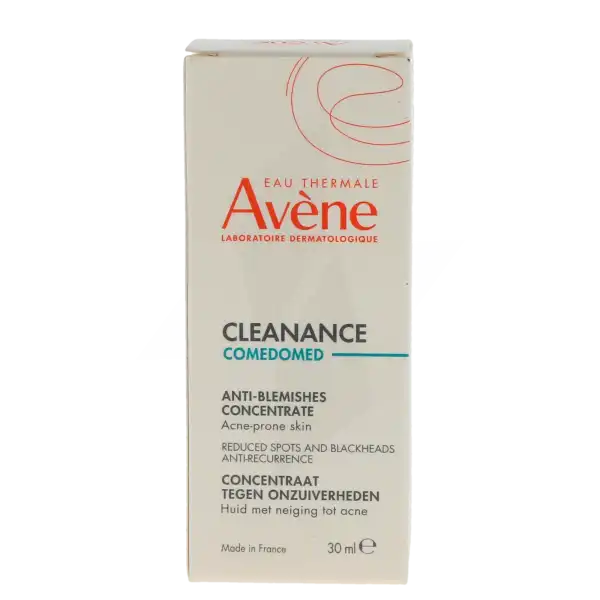 EAU THERMALE
Avène
LABORATOIRE DERMATOLOGIQUE
CLEANANCE
COMEDOMED
ANTI-BLEMISHES
CONCENTRATE
Acne-prone skin
REDUCED SPOTS AND BLACKHEADS
ANTI-RECURRENCE
CONCENTRAAT
TEGEN ONZUIVERHEDEN
Huid met neiging tot acne
Made in France 30 ml ℮